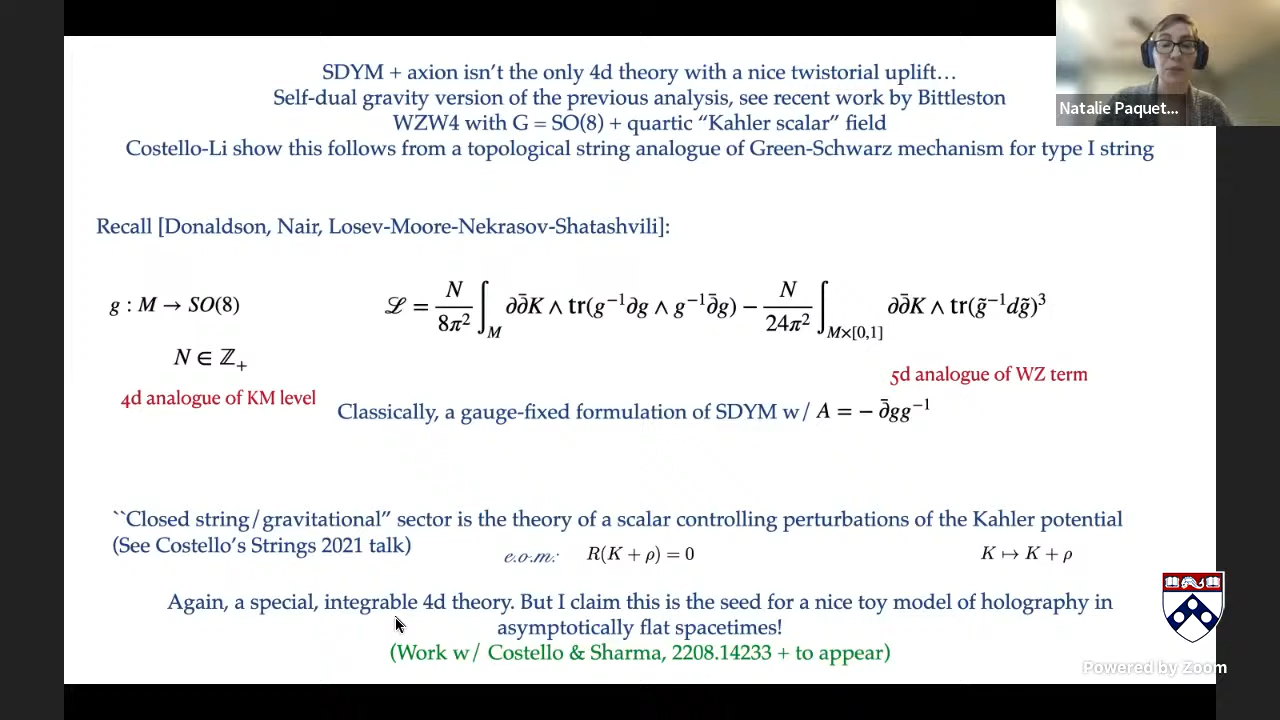 SDYM + axion isn't the only 4d theory with a nice twistorial uplift…
Self-dual gravity version of the previous analysis, see recent work by Bittleston
WZW4 with G = SO(8) + quartic "Kahler scalar" field
Costello-Li show this follows from a topological string analogue of Green-Schwarz mechanism for type I string
Natalie Paquet...
Recall [Donaldson, Nair, Losev-Moore-Nekrasov-Shatashvili]:
g : M → SO(8)
ℒ = N/8π² ∫_M ∂∂̄K ∧ tr(g⁻¹∂g ∧ g⁻¹∂̄g) − N/24π² ∫_{M×[0,1]} ∂∂̄K ∧ tr(g̃⁻¹dg̃)³
N ∈ ℤ₊
4d analogue of KM level
5d analogue of WZ term
Classically, a gauge-fixed formulation of SDYM w/ A = − ∂̄gg⁻¹
``Closed string/gravitational" sector is the theory of a scalar controlling perturbations of the Kahler potential
(See Costello's Strings 2021 talk)
e.o.m: R(K + ρ) = 0
K ↦ K + ρ
Again, a special, integrable 4d theory. But I claim this is the seed for a nice toy model of holography in
asymptotically flat spacetimes!
(Work w/ Costello & Sharma, 2208.14233 + to appear)
Powered by Zoom